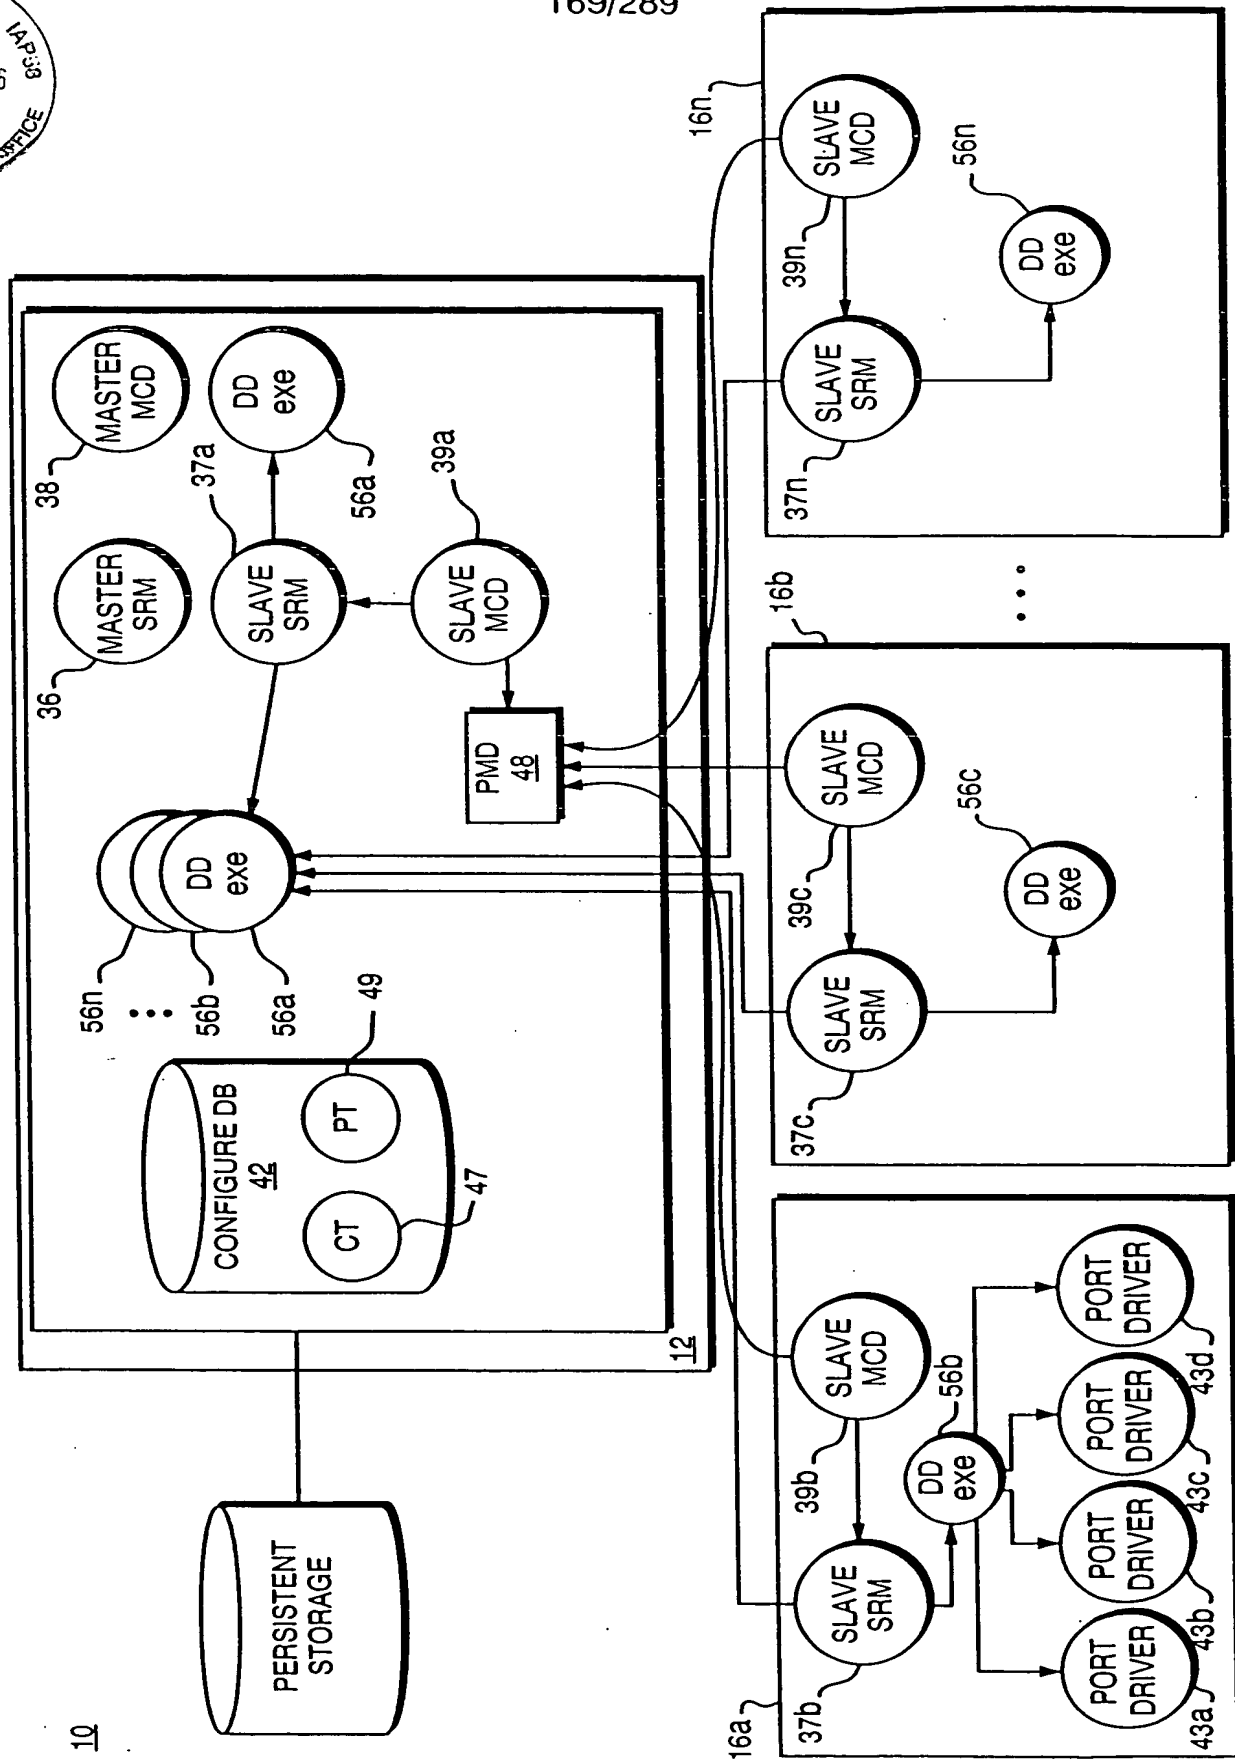 169/289
IAP98
OFFICE
10
PERSISTENT
STORAGE
12
CONFIGURE DB
42
CT
47
PT
49
56n
56b
56a
DD
exe
36
MASTER
SRM
38
MASTER
MCD
37a
SLAVE
SRM
DD
exe
56a
39a
SLAVE
MCD
PMD
48
16a
37b
SLAVE
SRM
39b
SLAVE
MCD
56b
DD
exe
43a
PORT
DRIVER
43b
PORT
DRIVER
43c
PORT
DRIVER
43d
PORT
DRIVER
16b
37c
SLAVE
SRM
39c
SLAVE
MCD
56c
DD
exe
16n
37n
SLAVE
SRM
39n
SLAVE
MCD
56n
DD
exe